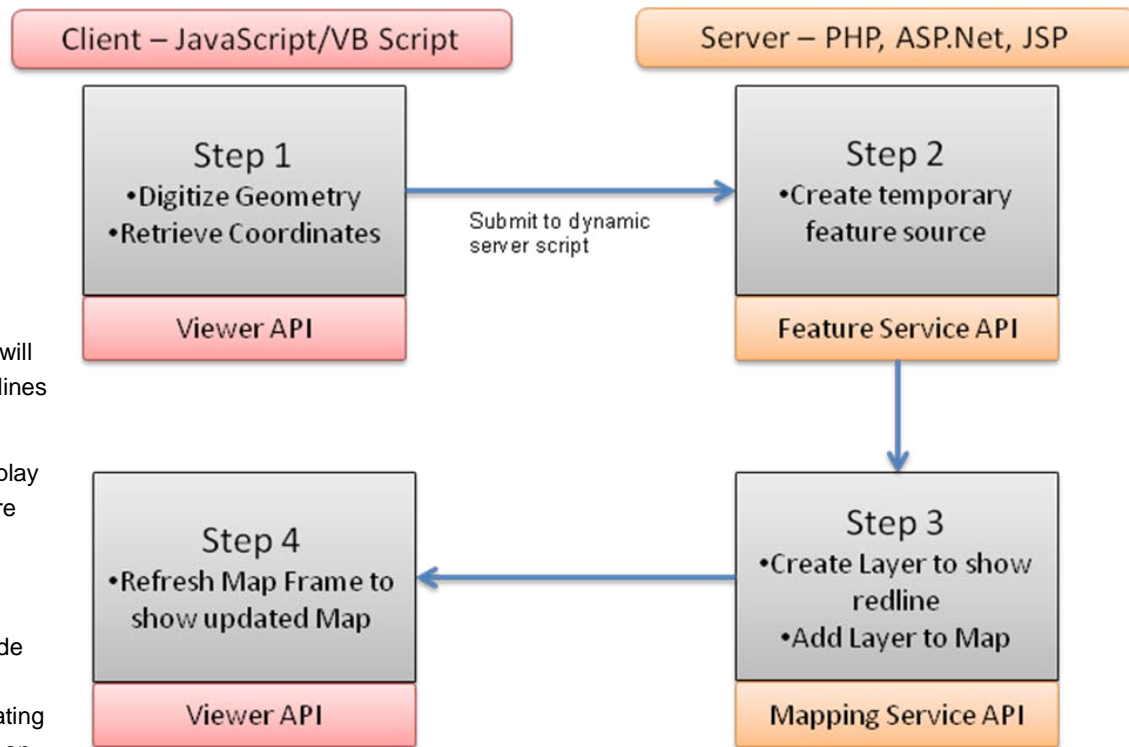 Client – JavaScript/VB Script
Server – PHP, ASP.Net, JSP
Step 1
•Digitize Geometry
•Retrieve Coordinates
Viewer API
Submit to dynamic
server script
Step 2
•Create temporary
feature source
Feature Service API
will
lines
play
re
de
ating
Step 3
•Create Layer to show
redline
•Add Layer to Map
Mapping Service API
Step 4
•Refresh Map Frame to
show updated Map
Viewer API